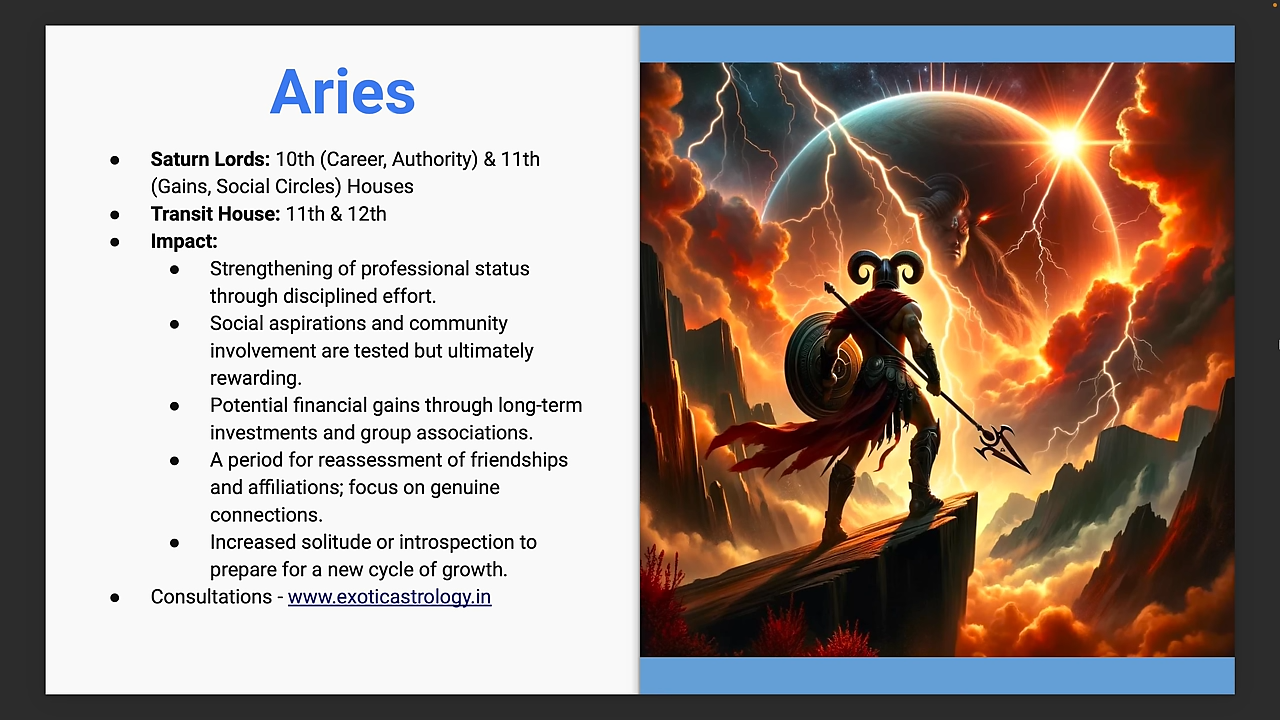 Aries
● Saturn Lords: 10th (Career, Authority) & 11th
(Gains, Social Circles) Houses
● Transit House: 11th & 12th
● Impact:
● Strengthening of professional status
through disciplined effort.
● Social aspirations and community
involvement are tested but ultimately
rewarding.
● Potential financial gains through long-term
investments and group associations.
● A period for reassessment of friendships
and affiliations; focus on genuine
connections.
● Increased solitude or introspection to
prepare for a new cycle of growth.
● Consultations - www.exoticastrology.in